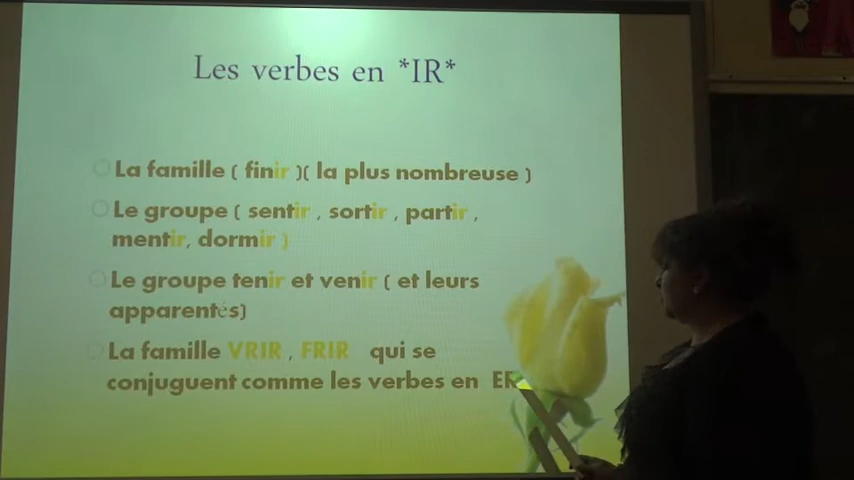 Les verbes en *IR*
La famille ( finir )( la plus nombreuse )
Le groupe ( sentir , sortir , partir ,
mentir, dormir )
Le groupe tenir et venir ( et leurs
apparentés)
La famille VRIR , FRIR qui se
conjuguent comme les verbes en ER